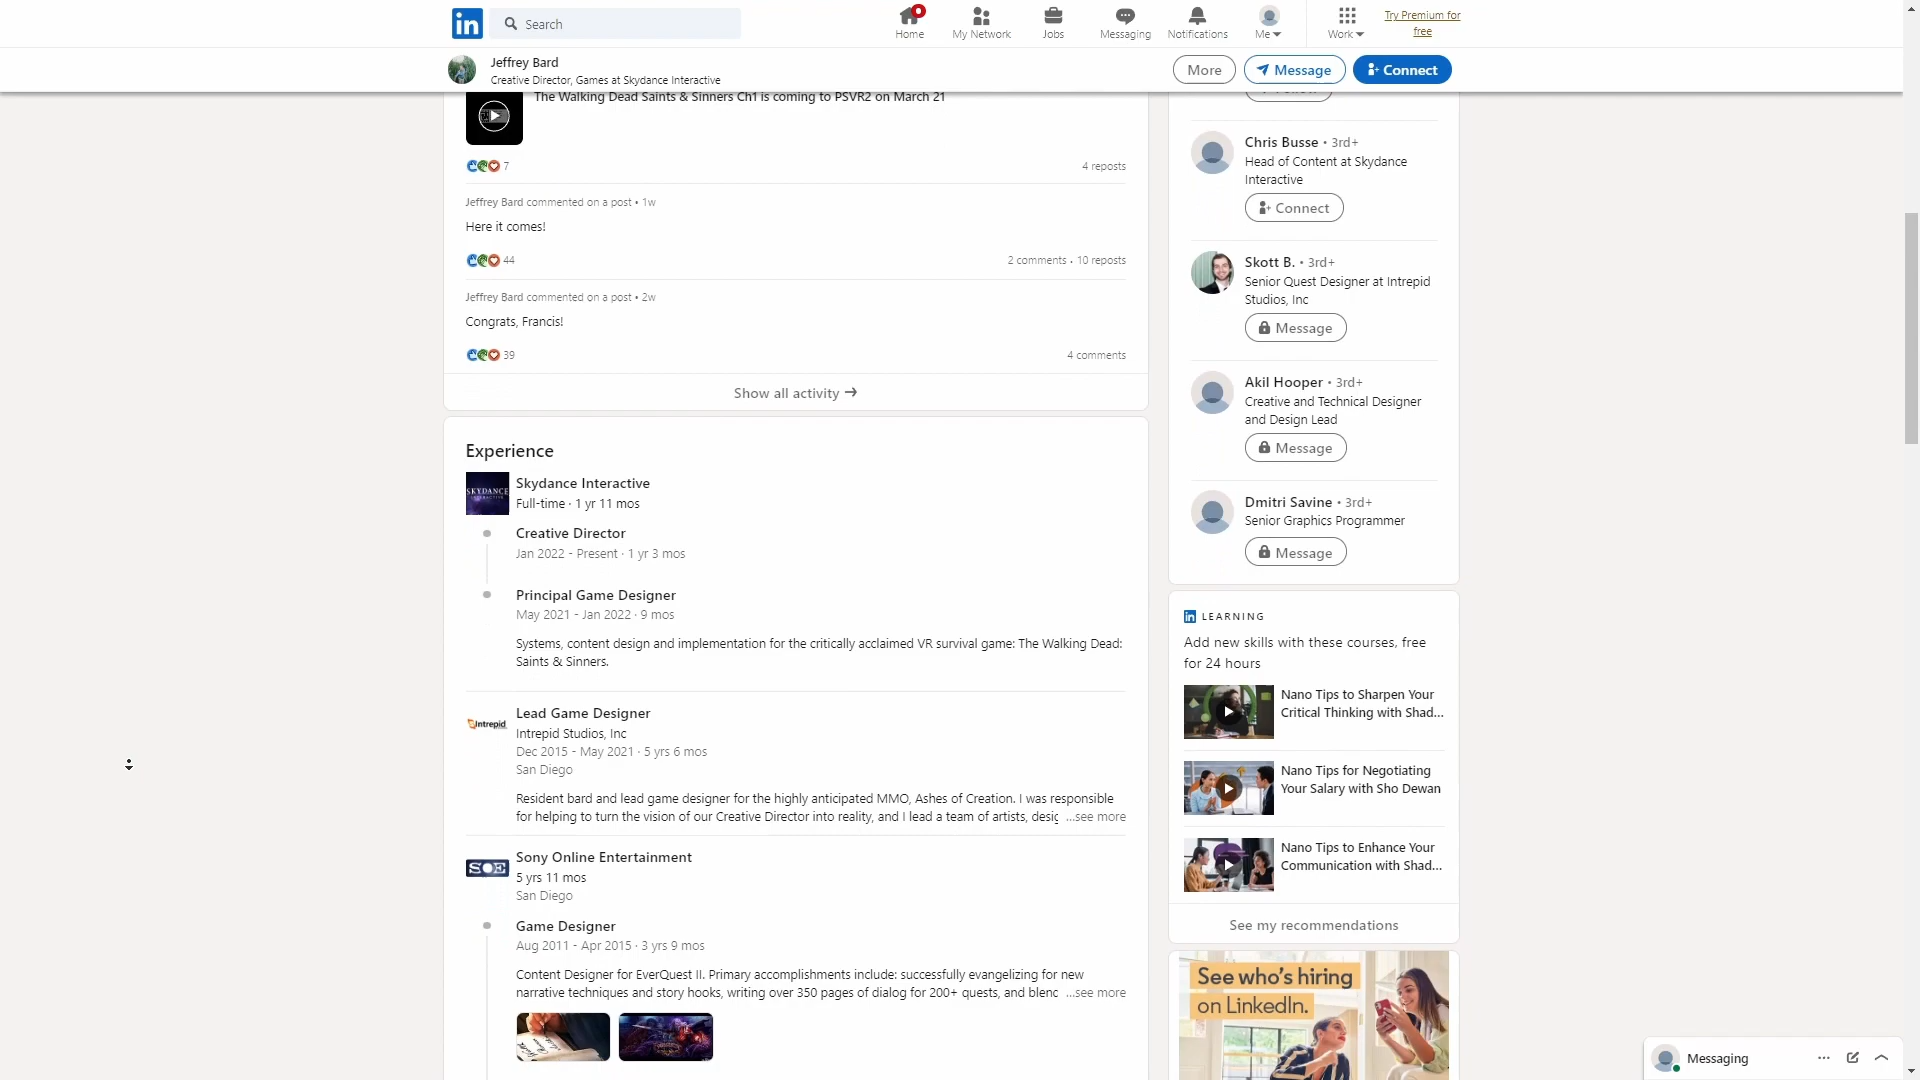 Search
Home
My Network
Jobs
Messaging
Notifications
Me
Work
Try Premium for
free
Jeffrey Bard
Creative Director, Games at Skydance Interactive
More
Message
Connect
The Walking Dead Saints & Sinners Ch1 is coming to PSVR2 on March 21
7
4 reposts
Jeffrey Bard commented on a post • 1w
Here it comes!
44
2 comments • 10 reposts
Jeffrey Bard commented on a post • 2w
Congrats, Francis!
39
4 comments
Show all activity →
Experience
SKYDANCE
Skydance Interactive
Full-time · 1 yr 11 mos
Creative Director
Jan 2022 - Present · 1 yr 3 mos
Principal Game Designer
May 2021 - Jan 2022 · 9 mos
Systems, content design and implementation for the critically acclaimed VR survival game: The Walking Dead:
Saints & Sinners.
Intrepid
Lead Game Designer
Intrepid Studios, Inc
Dec 2015 - May 2021 · 5 yrs 6 mos
San Diego
Resident bard and lead game designer for the highly anticipated MMO, Ashes of Creation. I was responsible
for helping to turn the vision of our Creative Director into reality, and I lead a team of artists, desig ...see more
SOE
Sony Online Entertainment
5 yrs 11 mos
San Diego
Game Designer
Aug 2011 - Apr 2015 · 3 yrs 9 mos
Content Designer for EverQuest II. Primary accomplishments include: successfully evangelizing for new
narrative techniques and story hooks, writing over 350 pages of dialog for 200+ quests, and blenc ...see more
Chris Busse • 3rd+
Head of Content at Skydance
Interactive
Connect
Skott B. • 3rd+
Senior Quest Designer at Intrepid
Studios, Inc
Message
Akil Hooper • 3rd+
Creative and Technical Designer
and Design Lead
Message
Dmitri Savine • 3rd+
Senior Graphics Programmer
Message
in LEARNING
Add new skills with these courses, free
for 24 hours
Nano Tips to Sharpen Your
Critical Thinking with Shad...
Nano Tips for Negotiating
Your Salary with Sho Dewan
Nano Tips to Enhance Your
Communication with Shad...
See my recommendations
See who's hiring
on LinkedIn.
Messaging